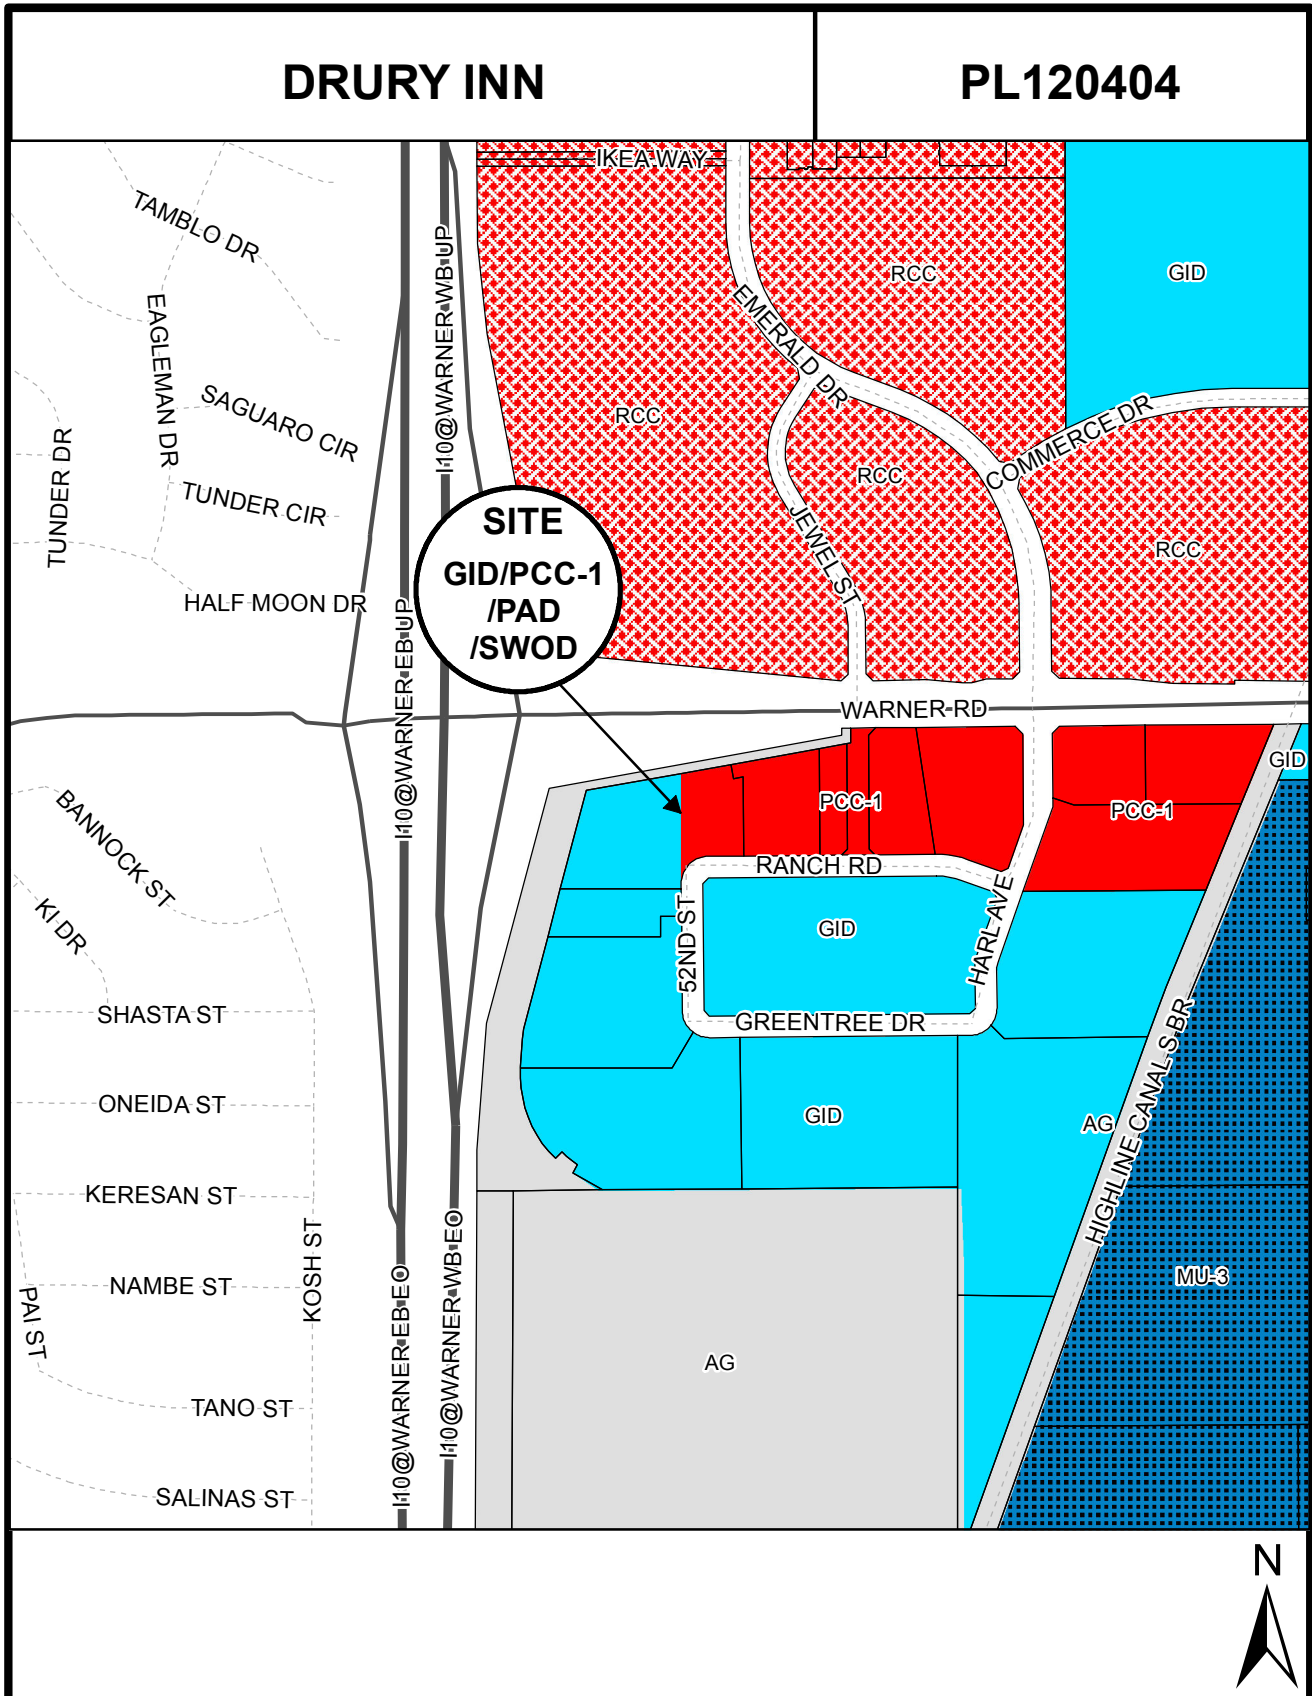 DRURY INN
PL120404
IKEA WAY
TAMBLO DR
I10@WARNER WB UP
RCC
GID
EMERALD DR
EAGLEMAN DR
SAGUARO CIR
RCC
COMMERCE DR
TUNDER DR
TUNDER CIR
RCC
JEWEL ST
RCC
SITE
GID/PCC-1
/PAD
/SWOD
HALF MOON DR
I10@WARNER EB UP
WARNER RD
GID
BANNOCK ST
PCC-1
PCC-1
RANCH RD
KI DR
52ND ST
GID
HARL AVE
SHASTA ST
GREENTREE DR
HIGHLINE CANAL S BR
ONEIDA ST
GID
AG
KERESAN ST
KOSH ST
I10@WARNER WB EO
NAMBE ST
MU-3
PAI ST
I10@WARNER EB EO
AG
TANO ST
SALINAS ST
N